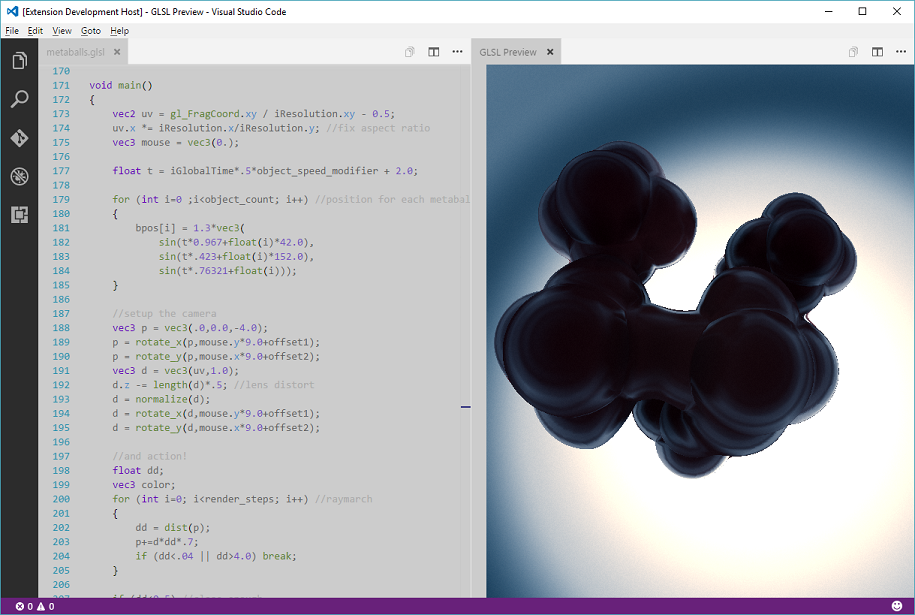 [Extension Development Host] - GLSL Preview - Visual Studio Code
File Edit View Goto Help
metaballs.glsl
GLSL Preview
170
171 void main()
172 {
173 vec2 uv = gl_FragCoord.xy / iResolution.xy - 0.5;
174 uv.x *= iResolution.x/iResolution.y; //fix aspect ratio
175 vec3 mouse = vec3(0.);
176
177 float t = iGlobalTime*.5*object_speed_modifier + 2.0;
178
179 for (int i=0 ;i<object_count; i++) //position for each metabal
180 {
181 bpos[i] = 1.3*vec3(
182 sin(t*0.967+float(i)*42.0),
183 sin(t*.423+float(i)*152.0),
184 sin(t*.76321+float(i)));
185 }
186
187 //setup the camera
188 vec3 p = vec3(.0,0.0,-4.0);
189 p = rotate_x(p,mouse.y*9.0+offset1);
190 p = rotate_y(p,mouse.x*9.0+offset2);
191 vec3 d = vec3(uv,1.0);
192 d.z -= length(d)*.5; //lens distort
193 d = normalize(d);
194 d = rotate_x(d,mouse.y*9.0+offset1);
195 d = rotate_y(d,mouse.x*9.0+offset2);
196
197 //and action!
198 float dd;
199 vec3 color;
200 for (int i=0; i<render_steps; i++) //raymarch
201 {
202 dd = dist(p);
203 p+=d*dd*.7;
204 if (dd<.04 || dd>4.0) break;
205 }
206
0 0